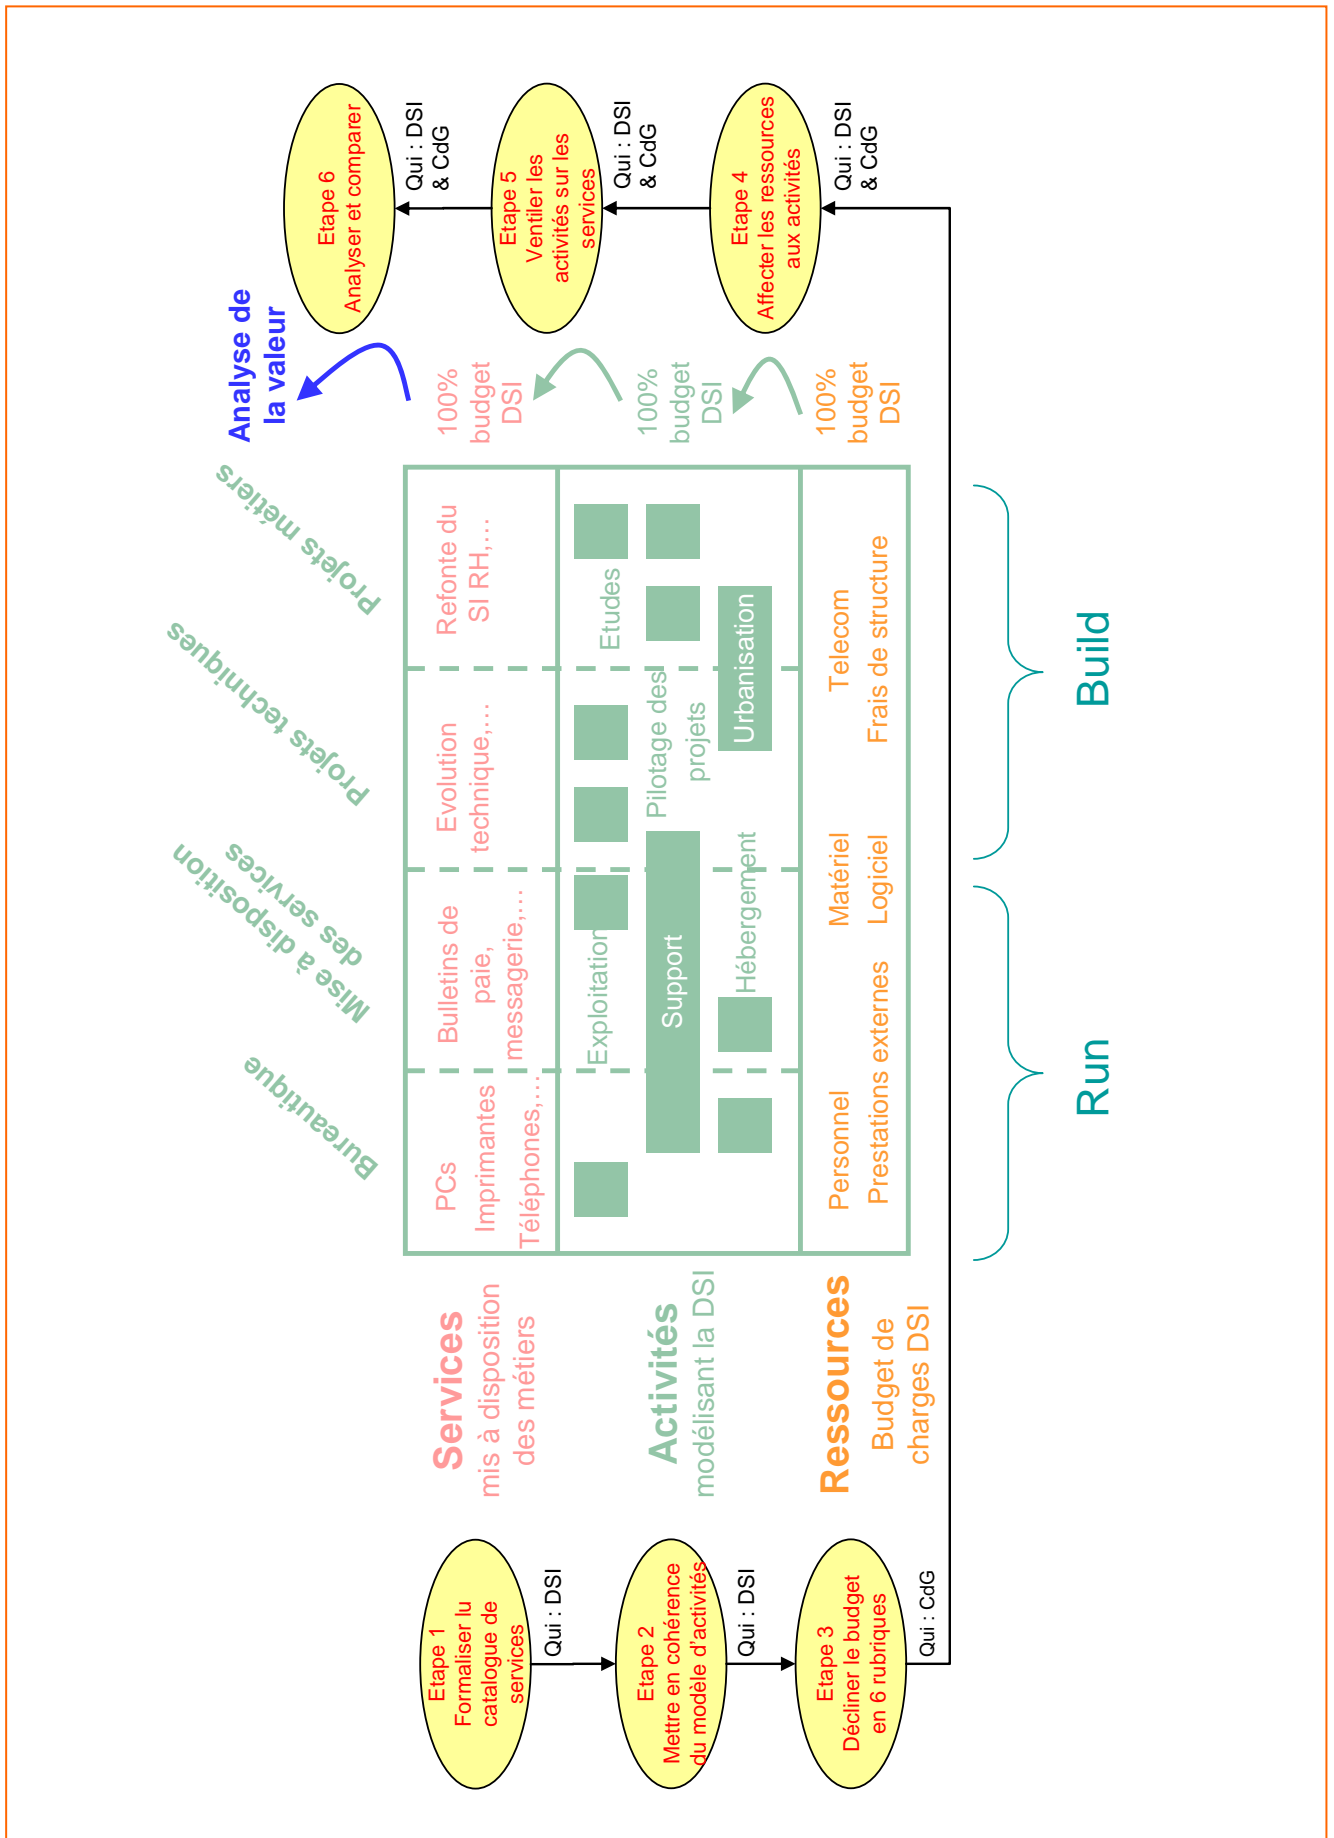 Etape 1
Formaliser lu
catalogue de
services
Qui : DSI
Etape 2
Mettre en cohérence
du modèle d'activités
Qui : DSI
Etape 3
Décliner le budget
en 6 rubriques
Qui : CdG
Services
mis à disposition
des métiers
Activités
modélisant la DSI
Ressources
Budget de
charges DSI
Bureautique
Mise à disposition
des services
Projets techniques
Projets métiers
PCs
Imprimantes
Téléphones,…
Bulletins de
paie,
messagerie,…
Evolution
technique,…
Refonte du
SI RH,…
Exploitation
Etudes
Support
Pilotage des
projets
Hébergement
Urbanisation
Personnel
Matériel
Telecom
Prestations externes
Logiciel
Frais de structure
Run
Build
Analyse de
la valeur
100%
budget
DSI
100%
budget
DSI
100%
budget
DSI
Etape 6
Analyser et comparer
Qui : DSI
& CdG
Etape 5
Ventiler les
activités sur les
services
Qui : DSI
& CdG
Etape 4
Affecter les ressources
aux activités
Qui : DSI
& CdG